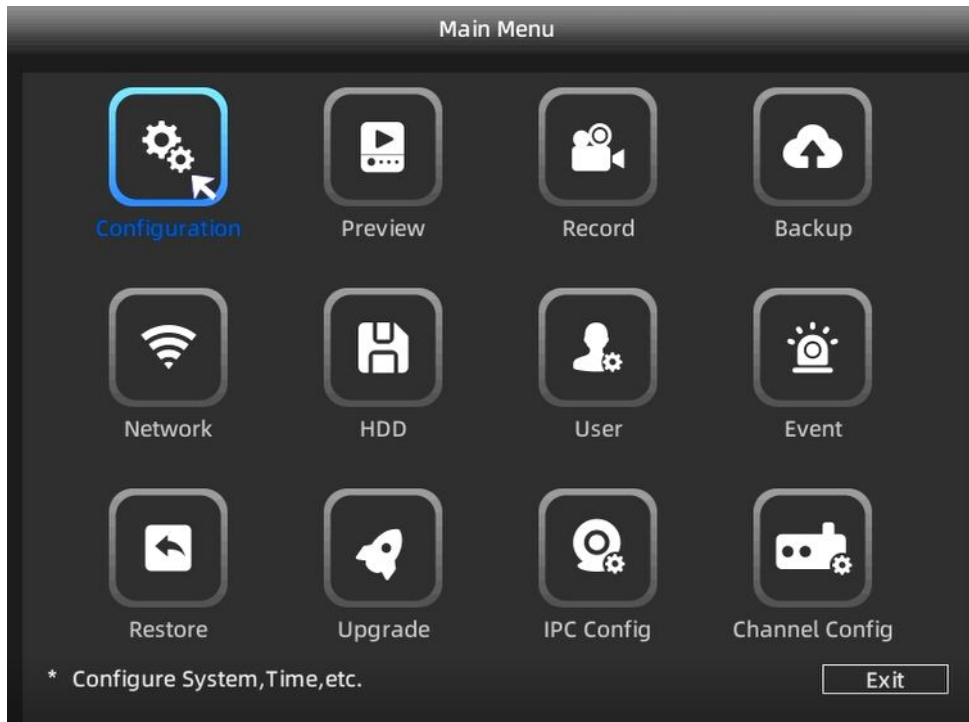 Main Menu
Configuration Preview Record Backup
Network HDD User Event
Restore Upgrade IPC Config Channel Config
* Configure System,Time,etc. Exit